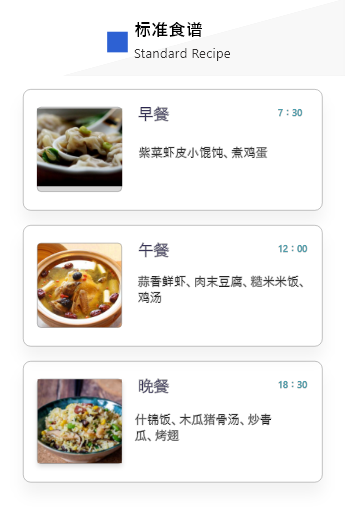 标准食谱
Standard Recipe
早餐
7：30
紫菜虾皮小馄饨、煮鸡蛋
午餐
12：00
蒜香鲜虾、肉末豆腐、糙米米饭、
鸡汤
晚餐
18：30
什锦饭、木瓜猪骨汤、炒青
瓜、烤翅